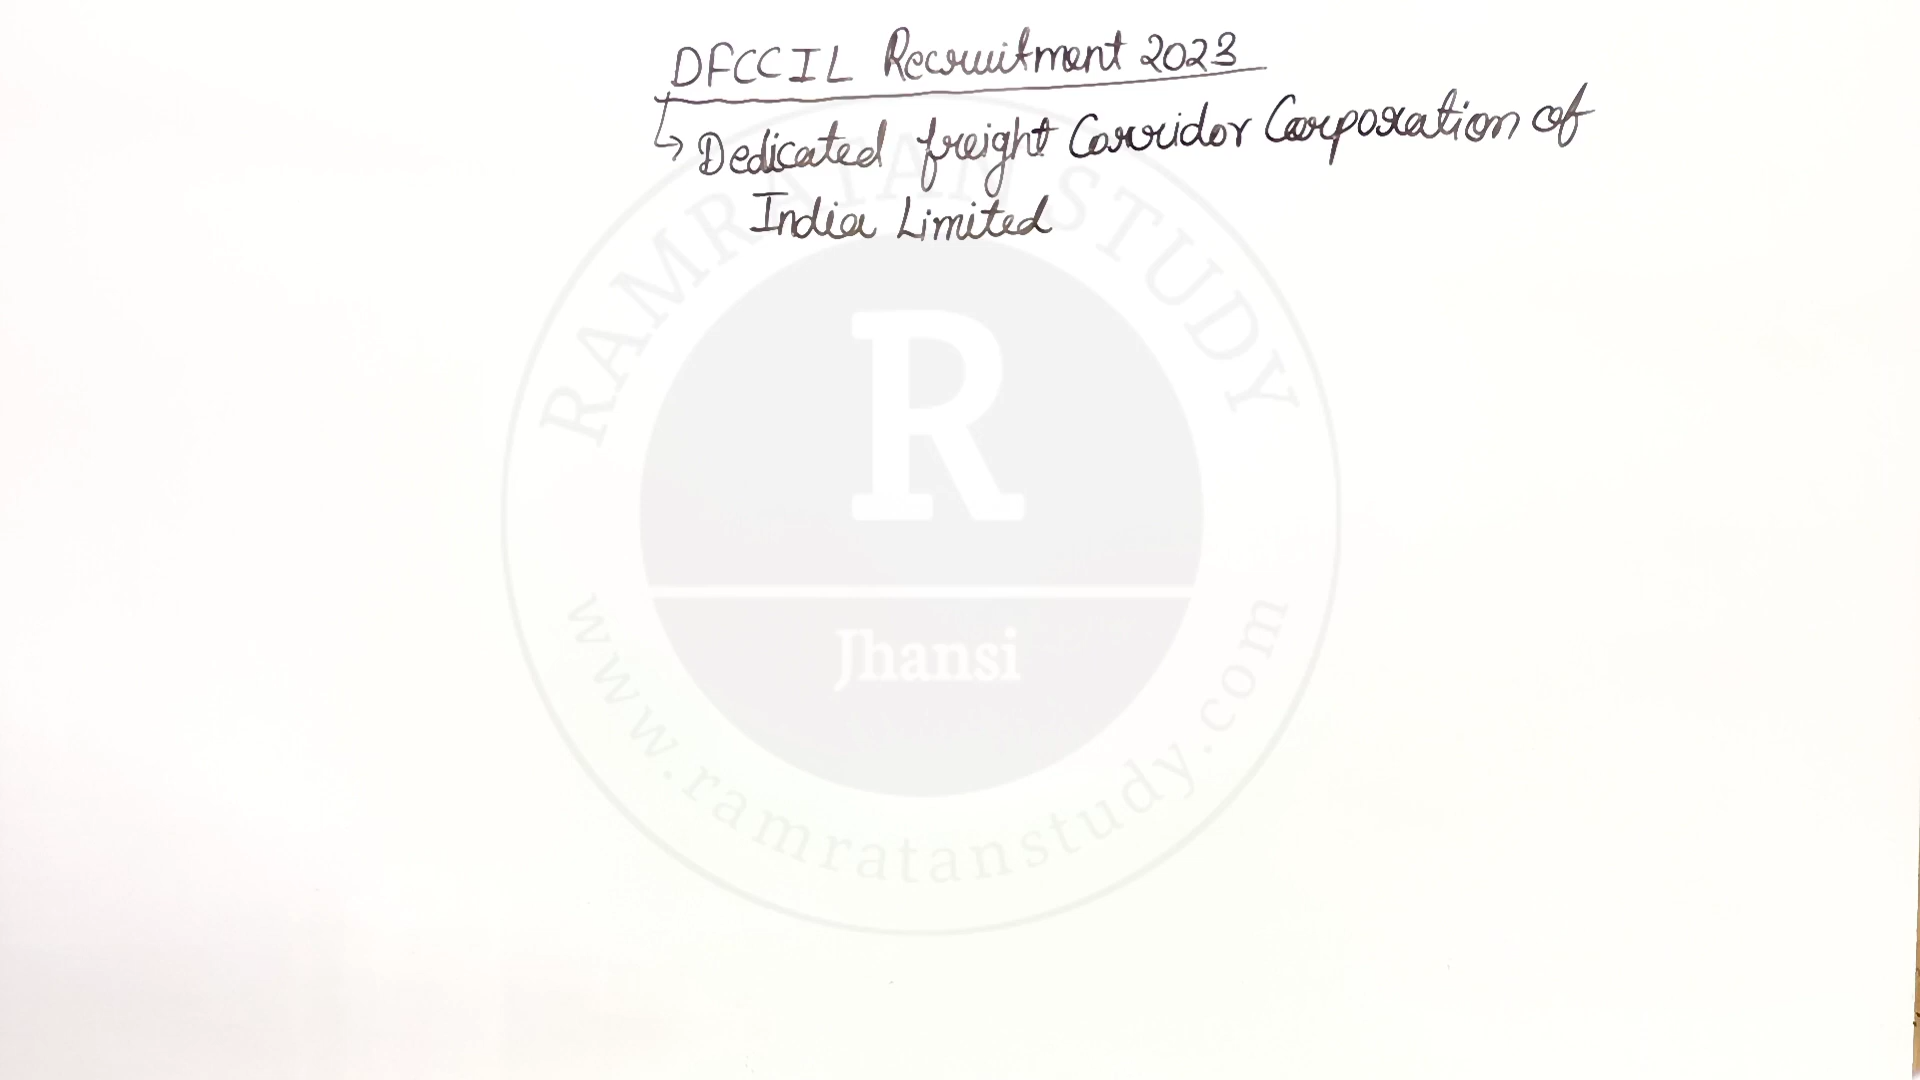 DFCCIL Recruitment 2023
↳ Dedicated freight Corridor Corporation of
India Limited
RAMRATAN STUDY
R
Jhansi
www.ramratanstudy.com